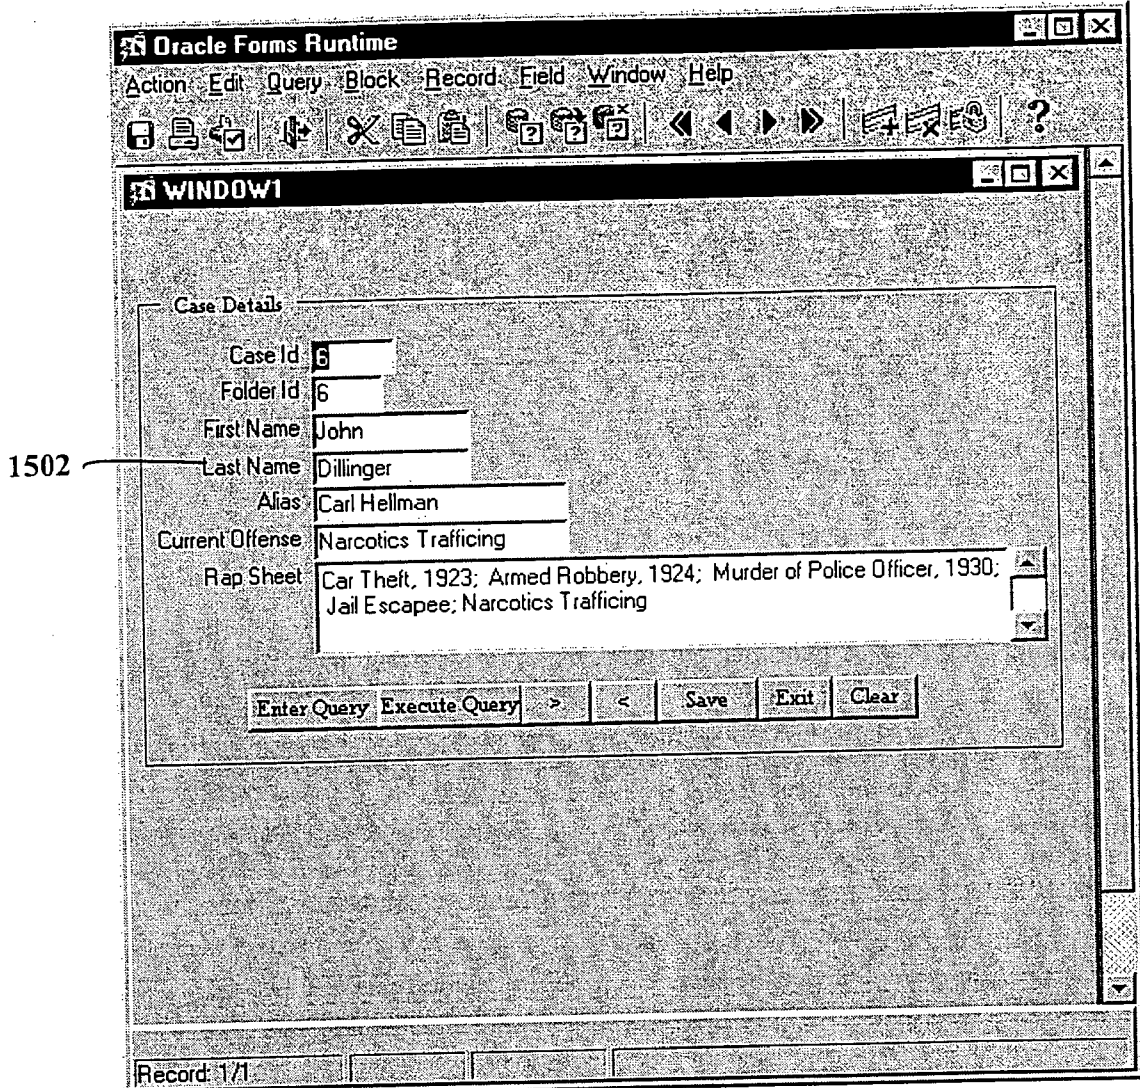 Oracle Forms Runtime
Action Edit Query Block Record Field Window Help
?
WINDOW1
Case Details
Case Id 6
Folder Id 6
First Name John
1502 Last Name Dillinger
Alias Carl Hellman
Current Offense Narcotics Trafficing
Rap Sheet Car Theft, 1923; Armed Robbery, 1924; Murder of Police Officer, 1930;
Jail Escapee; Narcotics Trafficing
Enter Query Execute Query > < Save Exit Clear
Record: 1/1